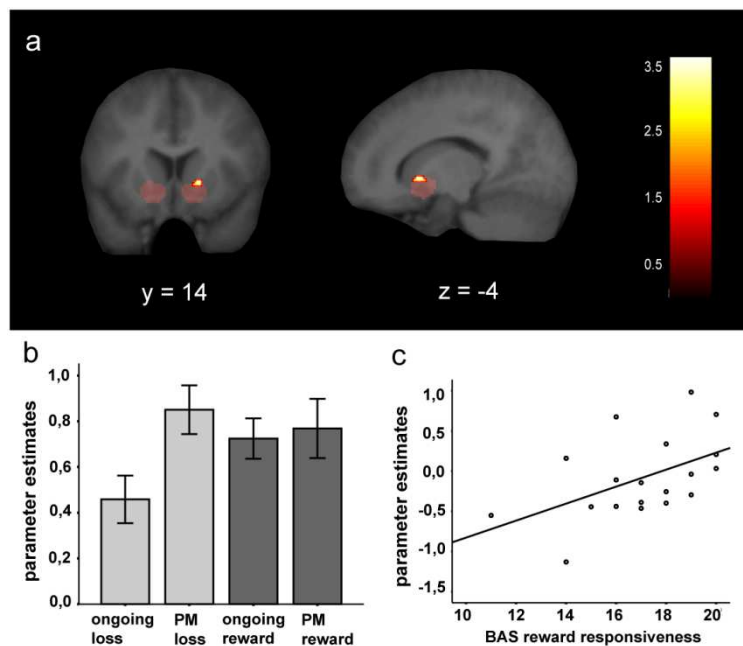 a
3.5
2.5
1.5
0.5
y = 14
z = -4
b
parameter estimates
1,0
0,8
0,6
0,4
0,2
0,0
ongoing loss
PM loss
ongoing reward
PM reward
c
parameter estimates
1,0
0,5
0,0
-0,5
-1,0
-1,5
10
12
14
16
18
20
BAS reward responsiveness